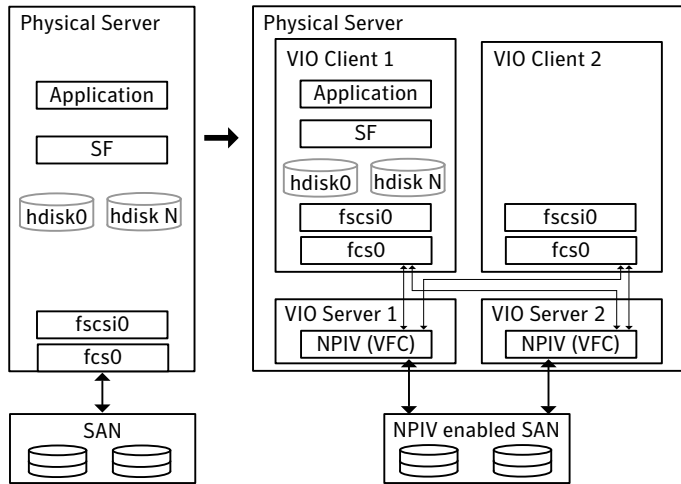 Physical Server
Application
SF
hdisk0
hdisk N
fscsi0
fcs0
SAN
Physical Server
VIO Client 1
Application
SF
hdisk0
hdisk N
fscsi0
fcs0
VIO Client 2
fscsi0
fcs0
VIO Server 1
NPIV (VFC)
VIO Server 2
NPIV (VFC)
NPIV enabled SAN